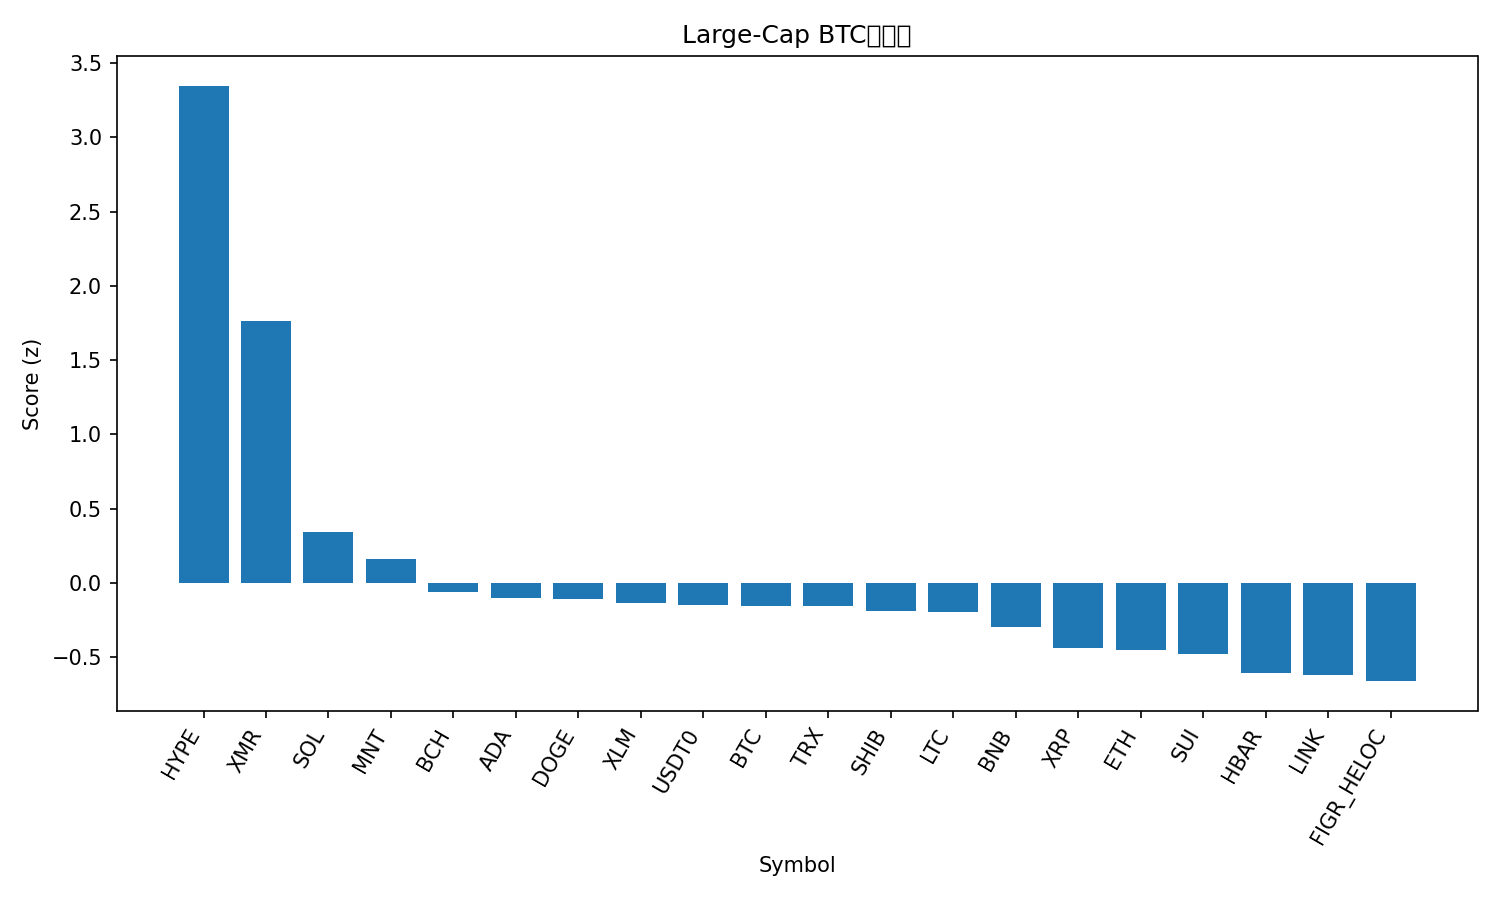 Large-Cap BTC
3.5
3.0
2.5
2.0
1.5
1.0
0.5
0.0
−0.5
Score (z)
HYPE
XMR
SOL
MNT
BCH
ADA
DOGE
XLM
USDT0
BTC
TRX
SHIB
LTC
BNB
XRP
ETH
SUI
HBAR
LINK
FIGR_HELOC
Symbol